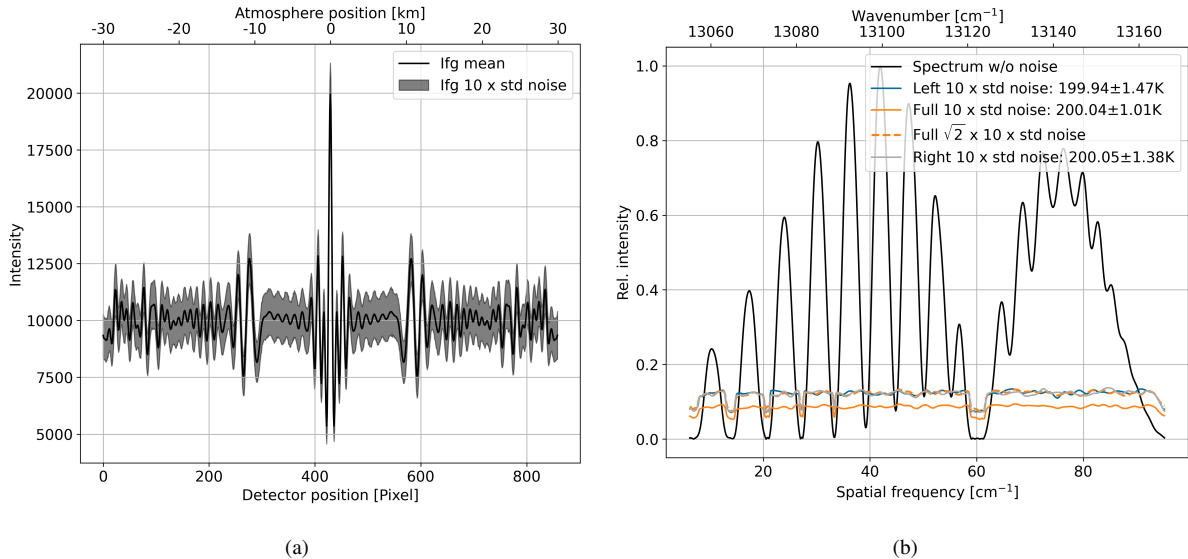 Atmosphere position [km]
-30 -20 -10 0 10 20 30
Ifg mean
Ifg 10 x std noise
20000
17500
15000
12500
10000
7500
5000
Intensity
0 200 400 600 800
Detector position [Pixel]
(a)
Wavenumber [cm⁻¹]
13060 13080 13100 13120 13140 13160
Spectrum w/o noise
Left 10 x std noise: 199.94±1.47K
Full 10 x std noise: 200.04±1.01K
Full √2 x 10 x std noise
Right 10 x std noise: 200.05±1.38K
1.0
0.8
0.6
0.4
0.2
0.0
Rel. intensity
20 40 60 80
Spatial frequency [cm⁻¹]
(b)